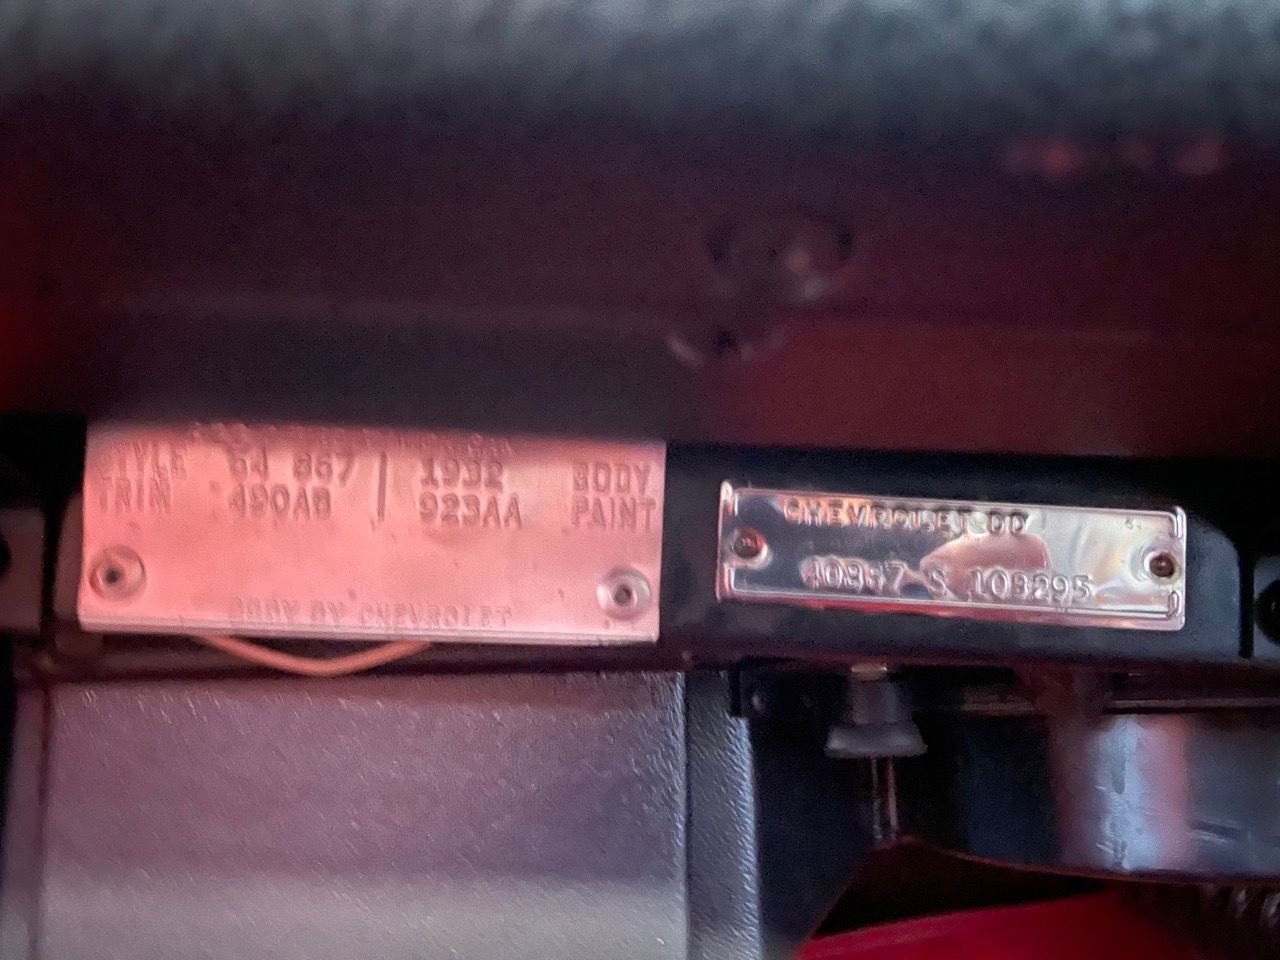 STYLE 64 867 | 1932 BODY
TRIM 490AB 923AA PAINT
BODY BY CHEVROLET
CHEVROLET CO
40867 S 108295